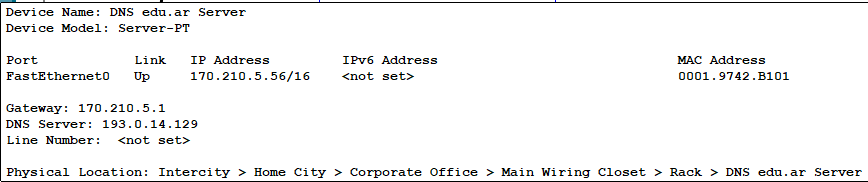 Device Name: DNS edu.ar Server
Device Model: Server-PT
Port Link IP Address IPv6 Address MAC Address
FastEthernet0 Up 170.210.5.56/16 <not set> 0001.9742.B101
Gateway: 170.210.5.1
DNS Server: 193.0.14.129
Line Number: <not set>
Physical Location: Intercity > Home City > Corporate Office > Main Wiring Closet > Rack > DNS edu.ar Server